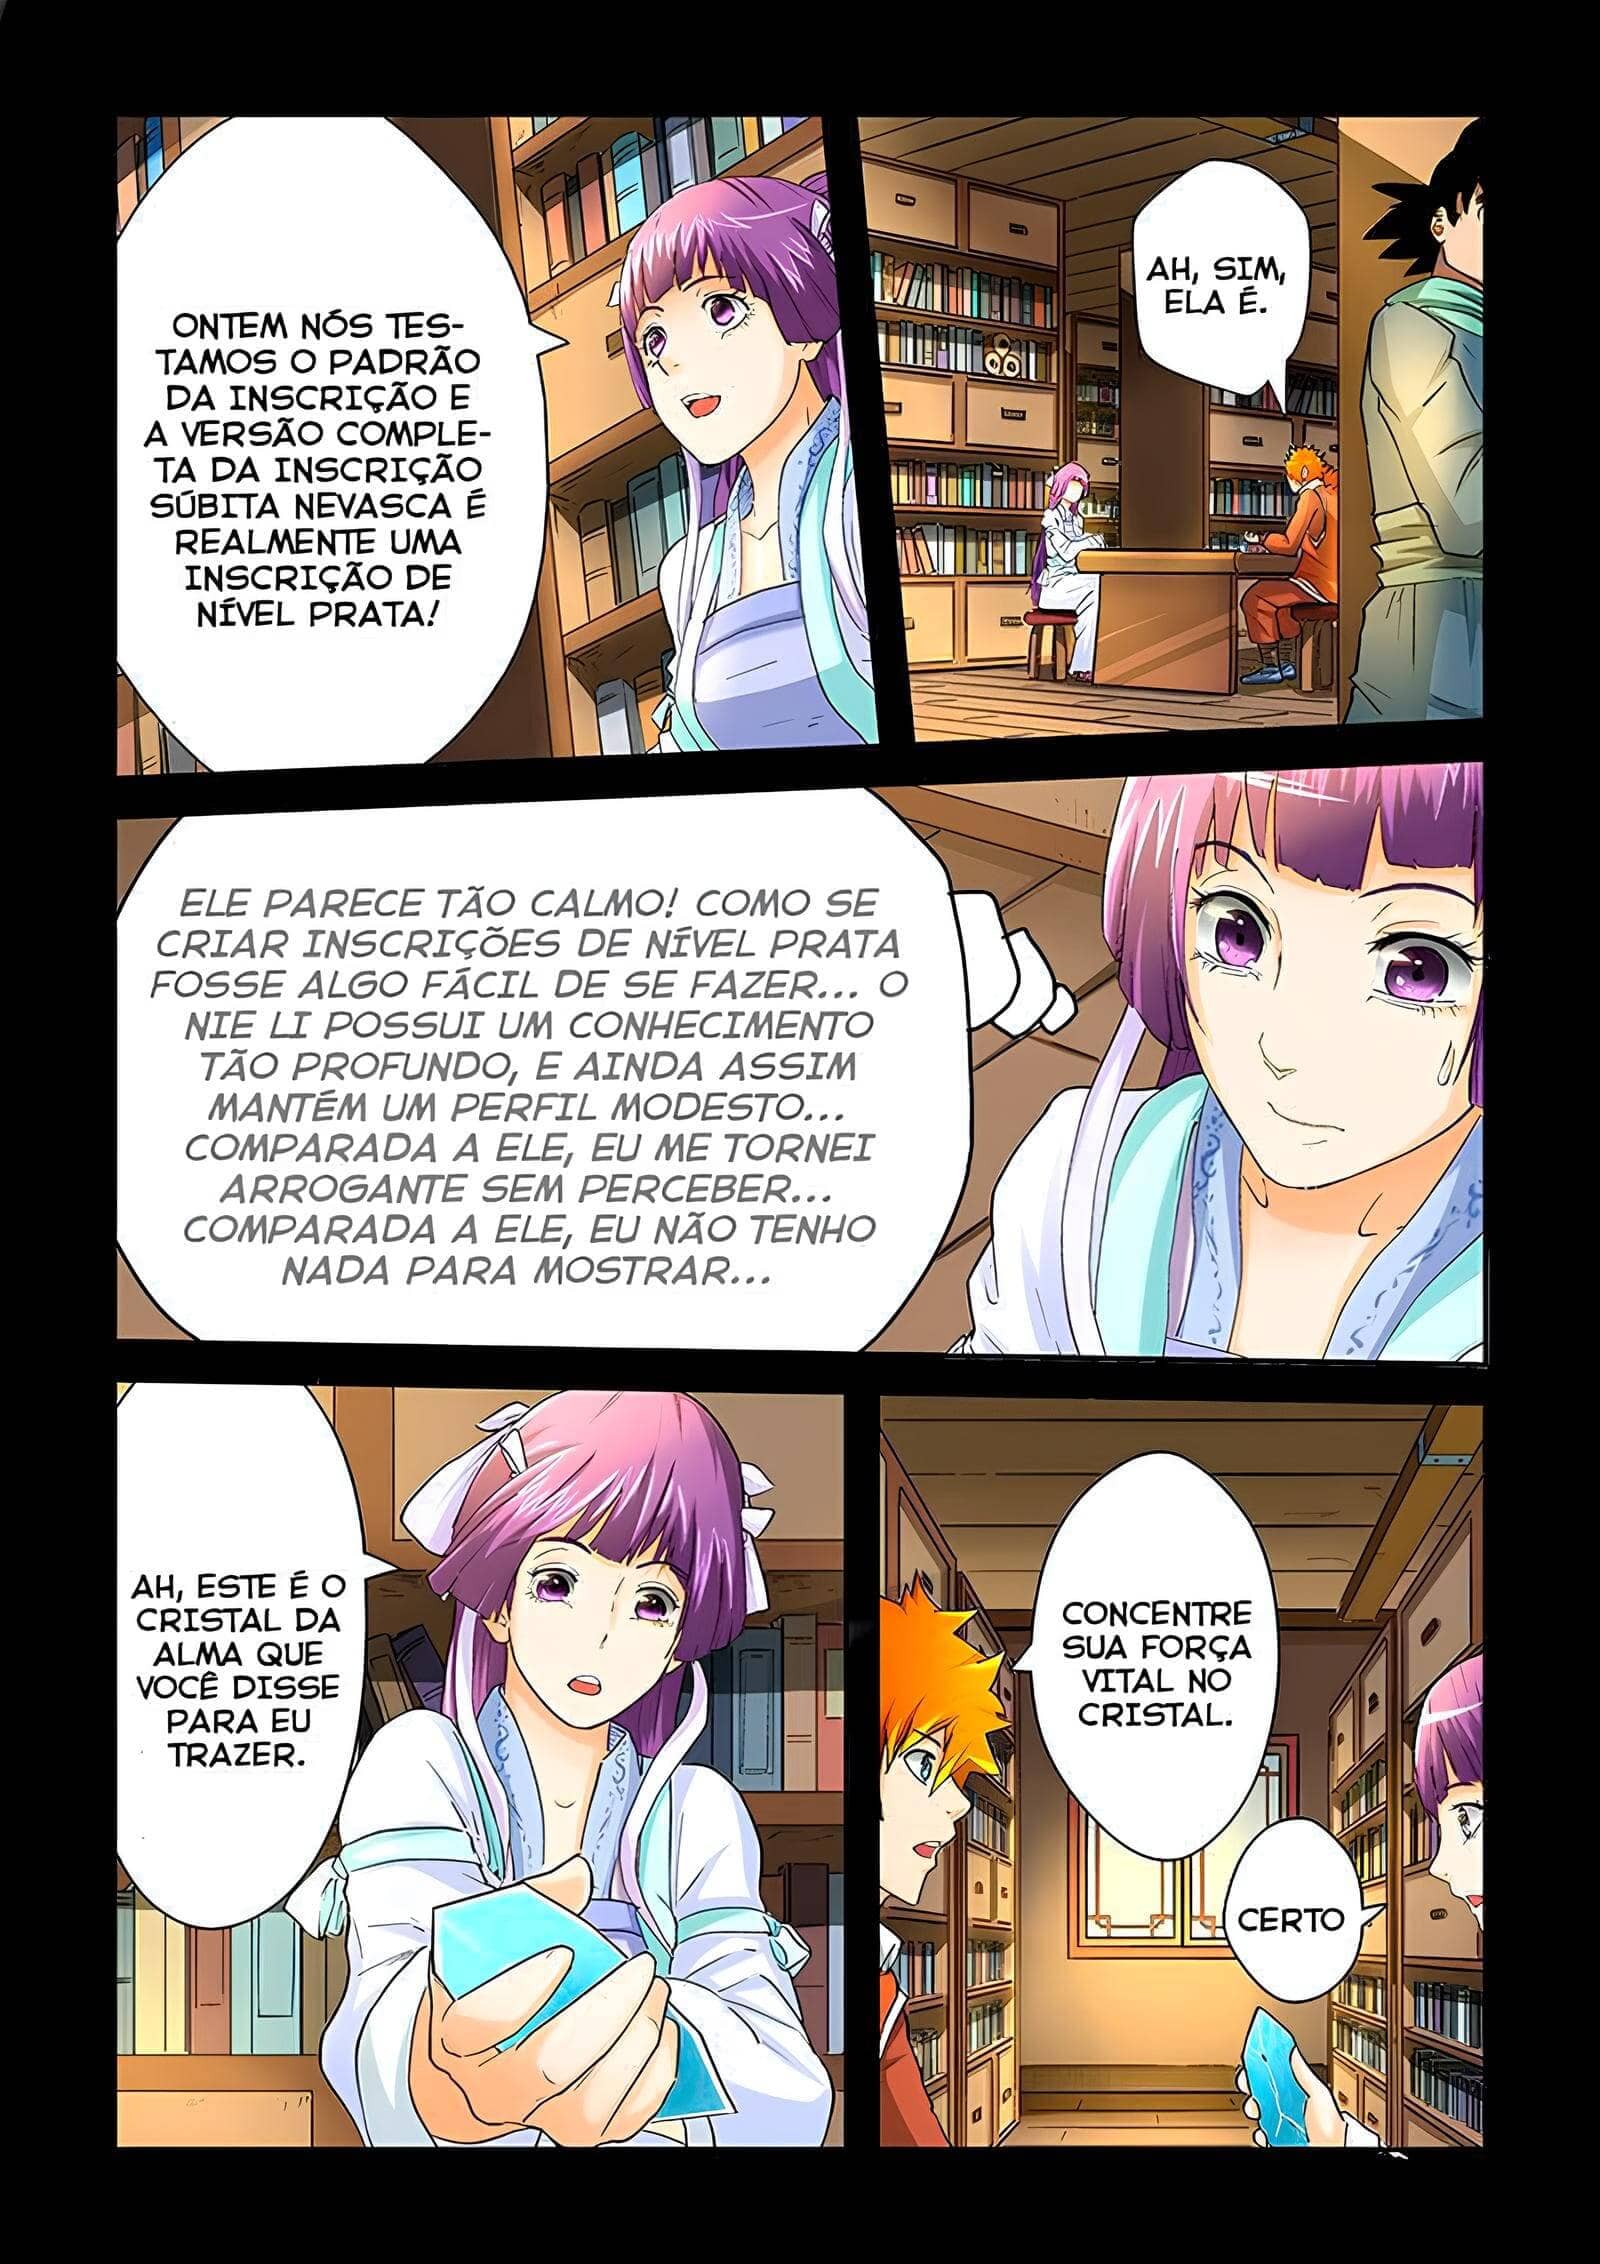 ONTEM NÓS TES-
TAMOS O PADRÃO
DA INSCRIÇÃO E
A VERSÃO COMPLE-
TA DA INSCRIÇÃO
SÚBITA NEVASCA É
REALMENTE UMA
INSCRIÇÃO DE
NÍVEL PRATA!
AH, SIM,
ELA É.
ELE PARECE TÃO CALMO! COMO SE
CRIAR INSCRIÇÕES DE NÍVEL PRATA
FOSSE ALGO FÁCIL DE SE FAZER... O
NIE LI POSSUI UM CONHECIMENTO
TÃO PROFUNDO, E AINDA ASSIM
MANTÉM UM PERFIL MODESTO...
COMPARADA A ELE, EU ME TORNEI
ARROGANTE SEM PERCEBER...
COMPARADA A ELE, EU NÃO TENHO
NADA PARA MOSTRAR...
AH, ESTE É O
CRISTAL DA
ALMA QUE
VOCÊ DISSE
PARA EU
TRAZER.
CONCENTRE
SUA FORÇA
VITAL NO
CRISTAL.
CERTO